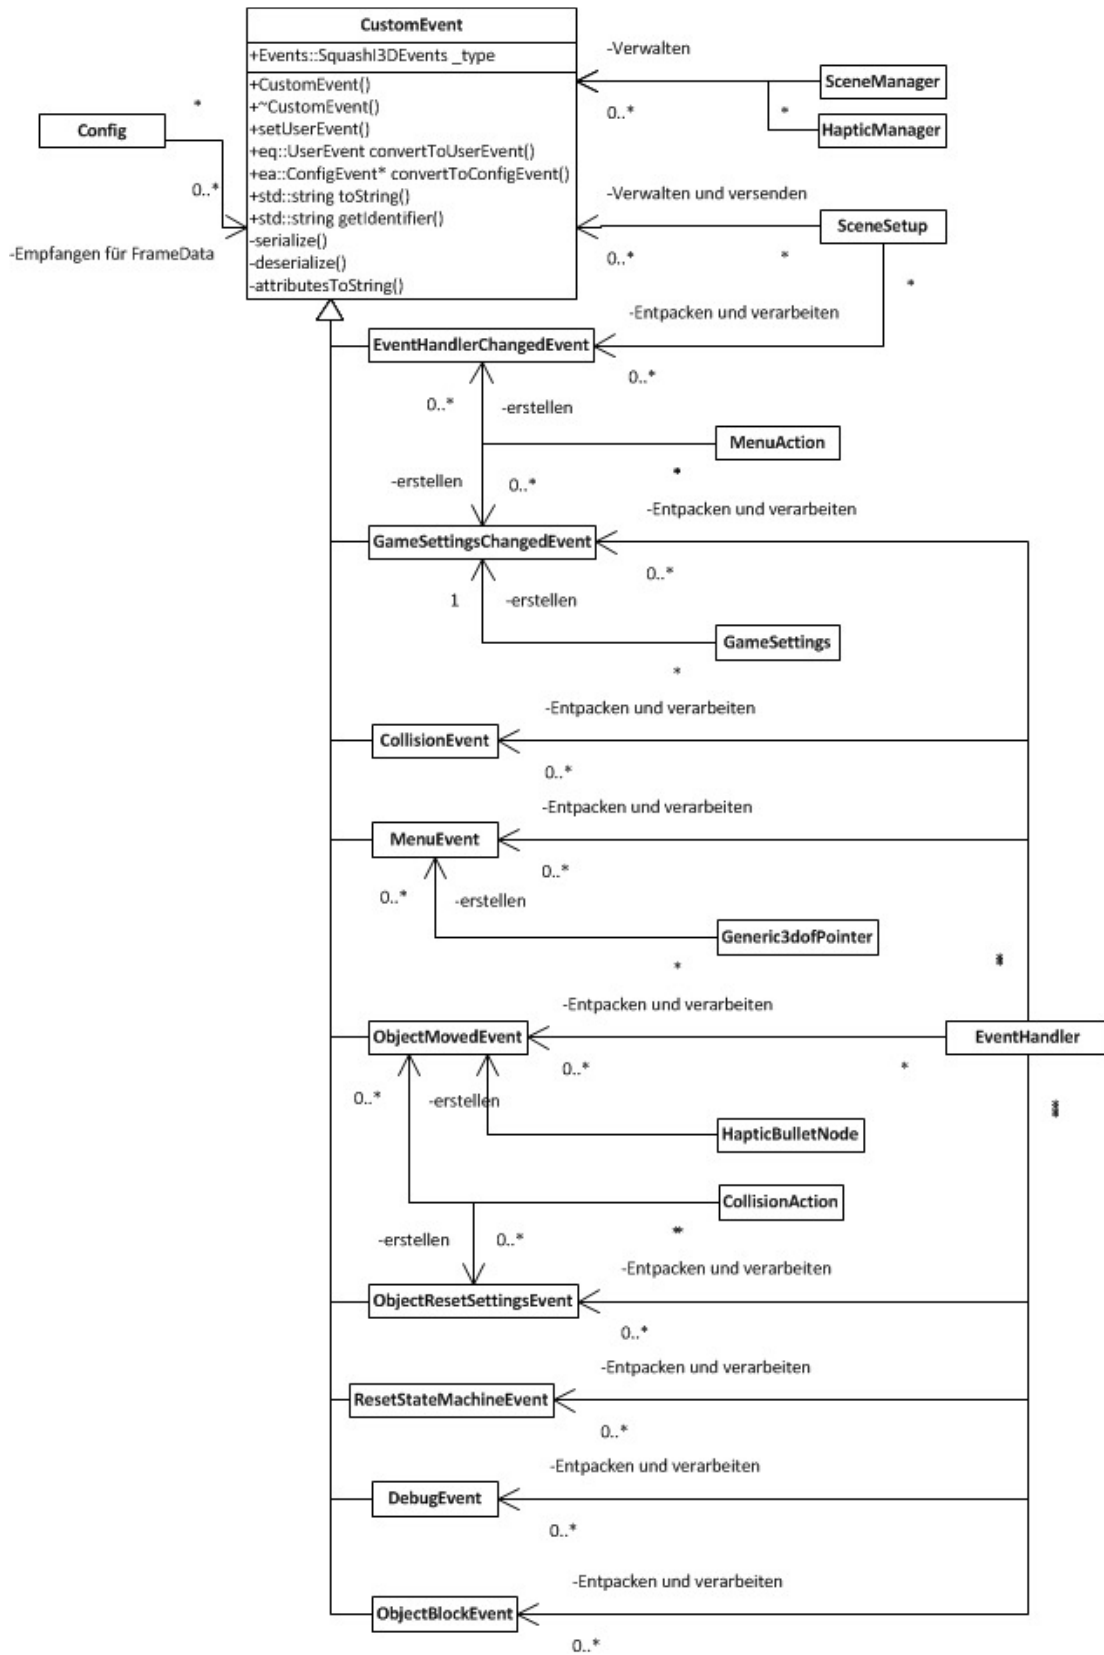 CustomEvent
+Events::SquashI3DEvents _type
+CustomEvent()
+~CustomEvent()
+setUserEvent()
+eq::UserEvent convertToUserEvent()
+ea::ConfigEvent* convertToConfigEvent()
+std::string toString()
+std::string getIdentifier()
-serialize()
-deserialize()
-attributesToString()
-Verwalten
SceneManager
0..*
*
HapticManager
*
Config
0..*
-Empfangen für FrameData
-Verwalten und versenden
SceneSetup
0..*
*
*
-Entpacken und verarbeiten
EventHandlerChangedEvent
0..*
0..*
-erstellen
MenuAction
*
-erstellen
0..*
-Entpacken und verarbeiten
GameSettingsChangedEvent
0..*
1
-erstellen
GameSettings
*
-Entpacken und verarbeiten
CollisionEvent
0..*
-Entpacken und verarbeiten
MenuEvent
0..*
0..*
-erstellen
Generic3dofPointer
*
*
-Entpacken und verarbeiten
ObjectMovedEvent
EventHandler
0..*
*
0..*
-erstellen
*
HapticBulletNode
CollisionAction
*
-erstellen
0..*
-Entpacken und verarbeiten
ObjectResetSettingsEvent
0..*
-Entpacken und verarbeiten
ResetStateMachineEvent
0..*
-Entpacken und verarbeiten
DebugEvent
0..*
-Entpacken und verarbeiten
ObjectBlockEvent
0..*